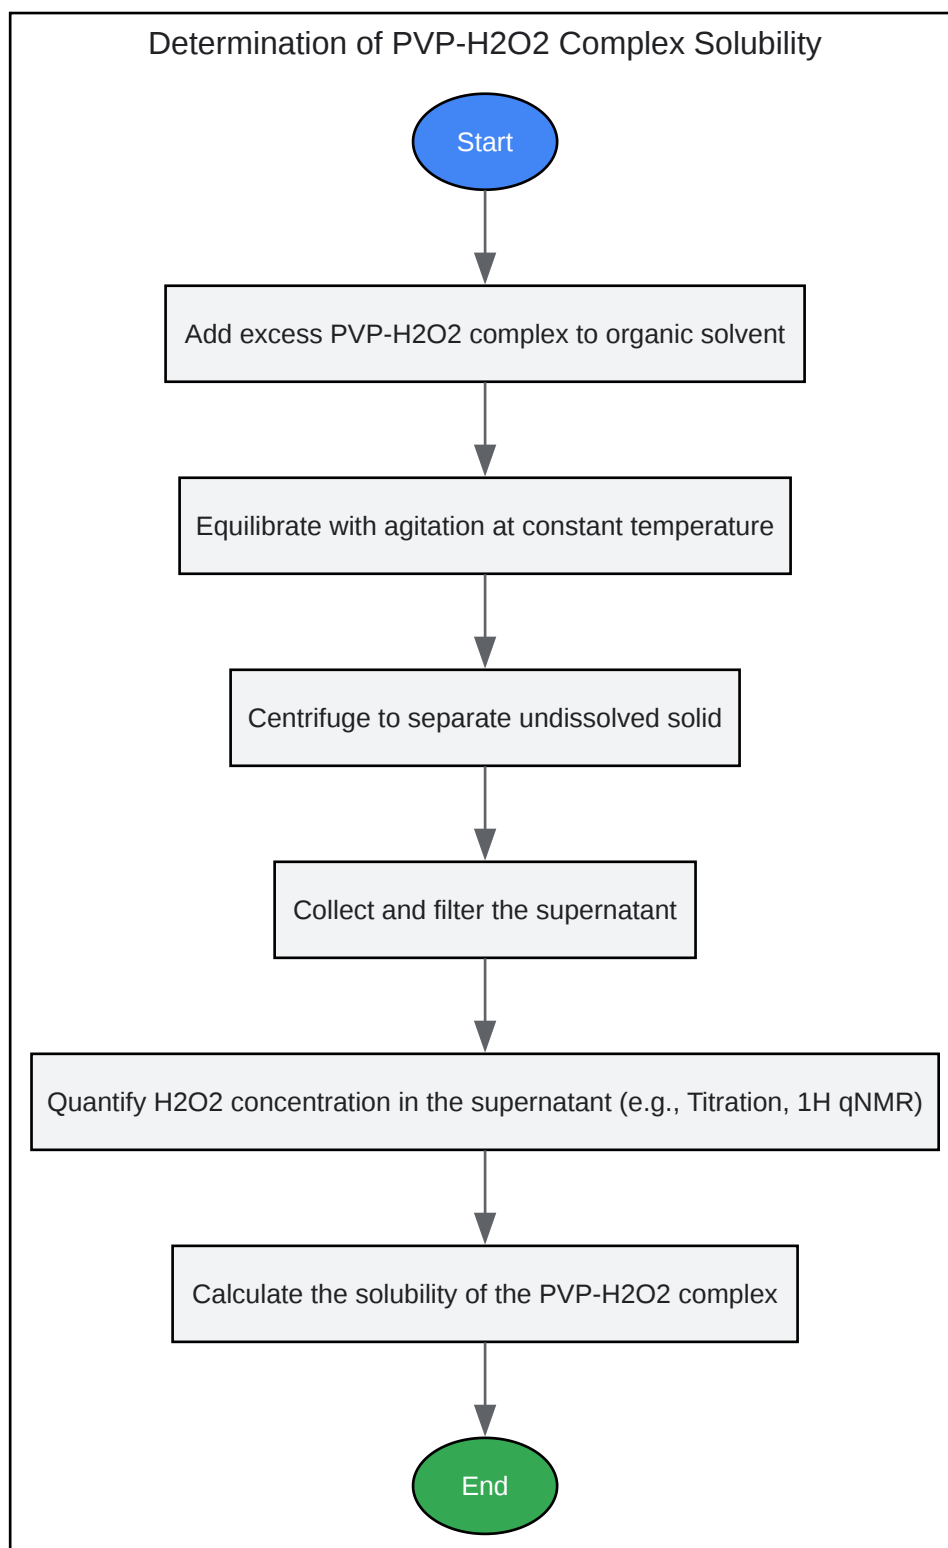 Determination of PVP-H2O2 Complex Solubility
Start
Add excess PVP-H2O2 complex to organic solvent
Equilibrate with agitation at constant temperature
Centrifuge to separate undissolved solid
Collect and filter the supernatant
Quantify H2O2 concentration in the supernatant (e.g., Titration, 1H qNMR)
Calculate the solubility of the PVP-H2O2 complex
End